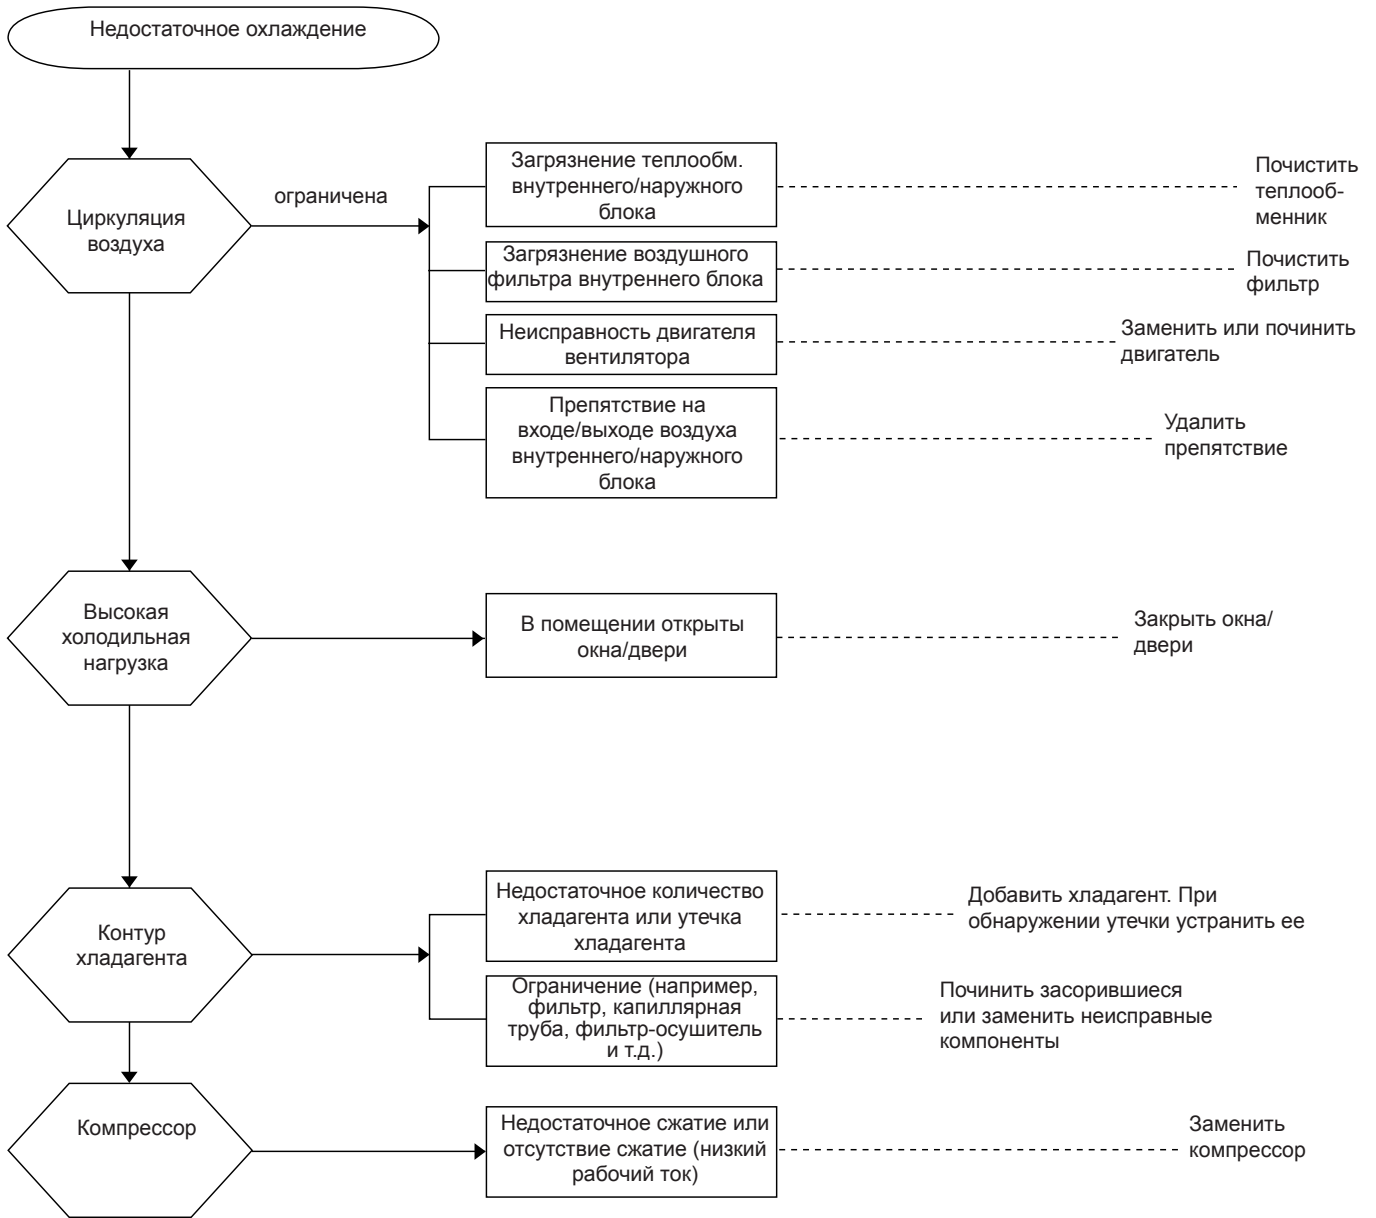 Недостаточное охлаждение
Циркуляция
воздуха
ограничена
Загрязнение теплообм.
внутреннего/наружного
блока
Почистить
теплооб-
менник
Загрязнение воздушного
фильтра внутреннего блока
Почистить
фильтр
Неисправность двигателя
вентилятора
Заменить или починить
двигатель
Препятствие на
входе/выходе воздуха
внутреннего/наружного
блока
Удалить
препятствие
Высокая
холодильная
нагрузка
В помещении открыты
окна/двери
Закрыть окна/
двери
Контур
хладагента
Недостаточное количество
хладагента или утечка
хладагента
Добавить хладагент. При
обнаружении утечки устранить ее
Ограничение (например,
фильтр, капиллярная
труба, фильтр-осушитель
и т.д.)
Починить засорившиеся
или заменить неисправные
компоненты
Компрессор
Недостаточное сжатие или
отсутствие сжатие (низкий
рабочий ток)
Заменить
компрессор